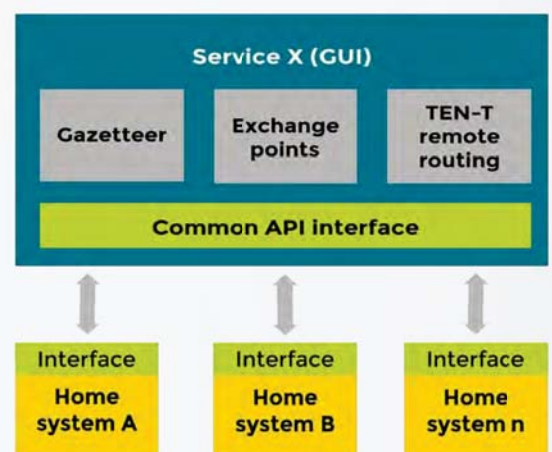 Service X (GUI)
Gazetteer
Exchange
points
TEN-T
remote
routing
Common API interface
Interface
Home
system A
Interface
Home
system B
Interface
Home
system n